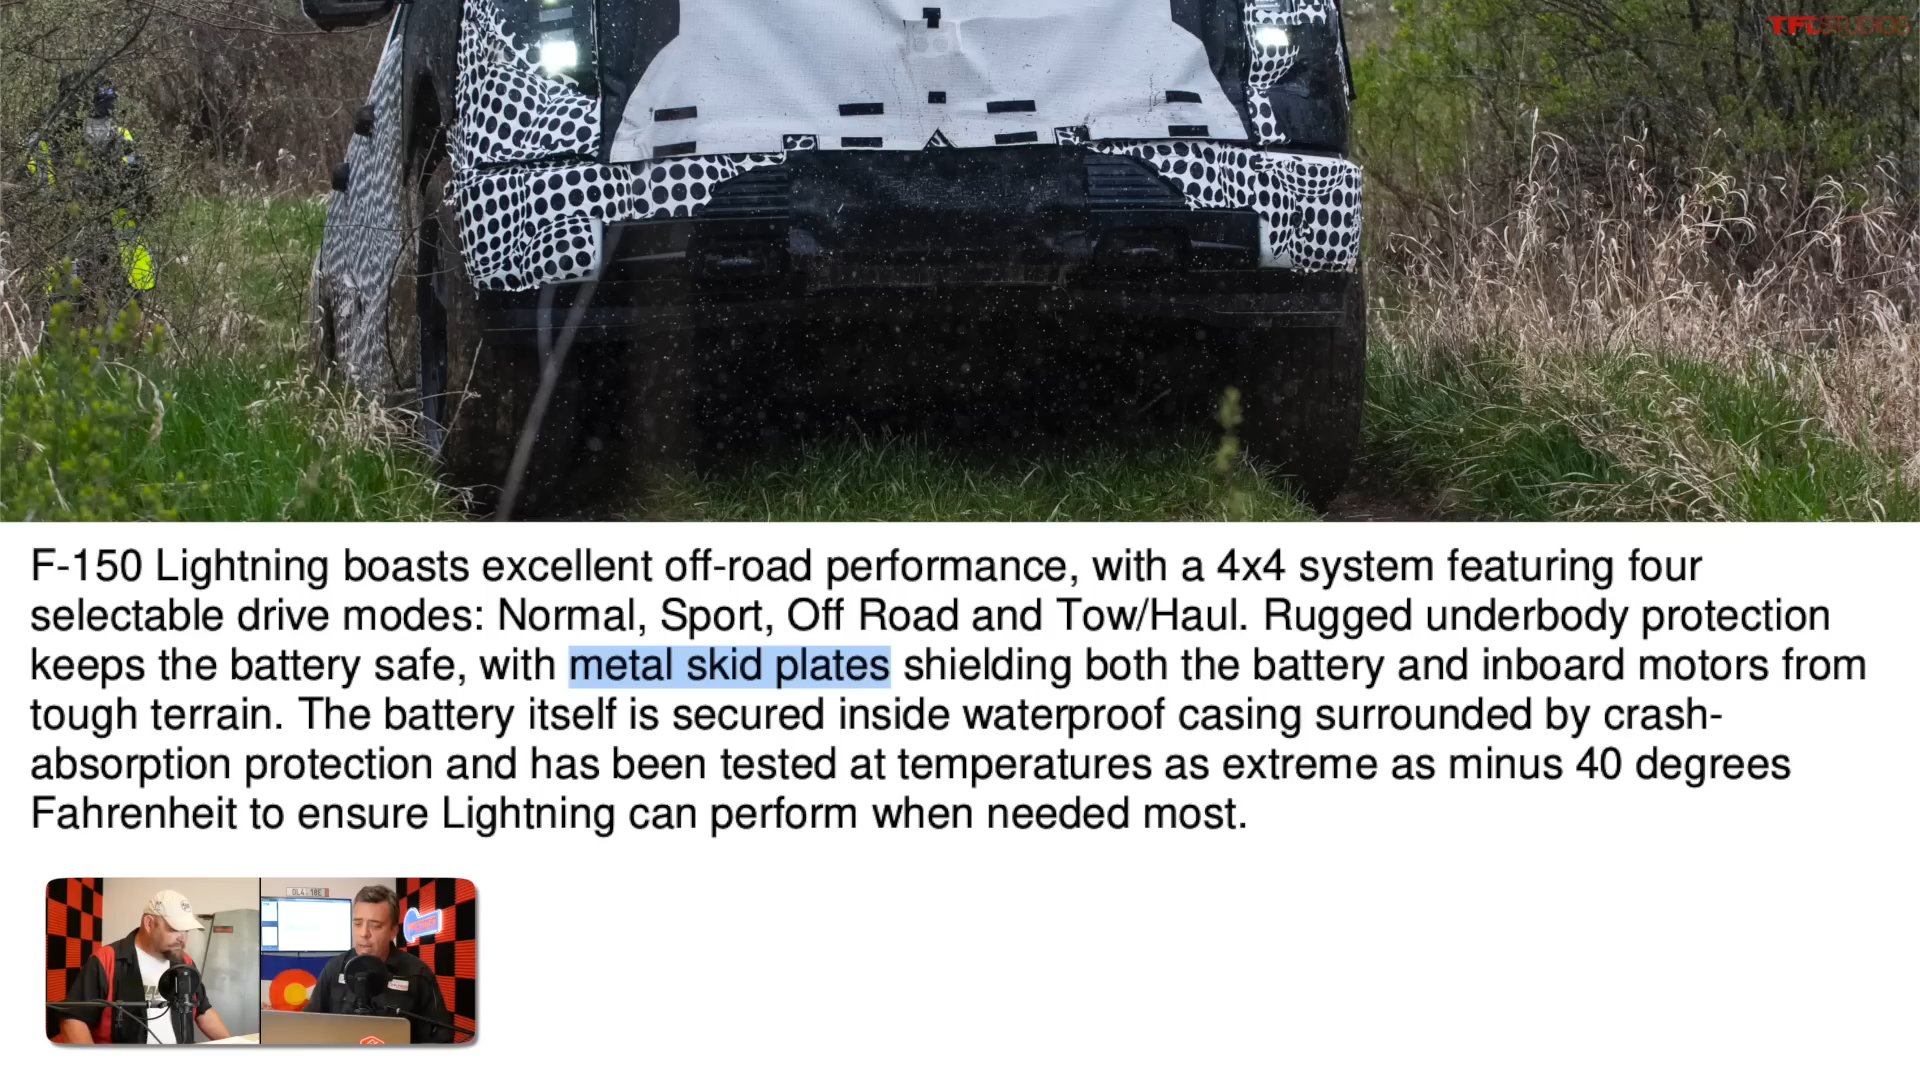 TFLSTUDIOS
F-150 Lightning boasts excellent off-road performance, with a 4x4 system featuring four
selectable drive modes: Normal, Sport, Off Road and Tow/Haul. Rugged underbody protection
keeps the battery safe, with metal skid plates shielding both the battery and inboard motors from
tough terrain. The battery itself is secured inside waterproof casing surrounded by crash-
absorption protection and has been tested at temperatures as extreme as minus 40 degrees
Fahrenheit to ensure Lightning can perform when needed most.